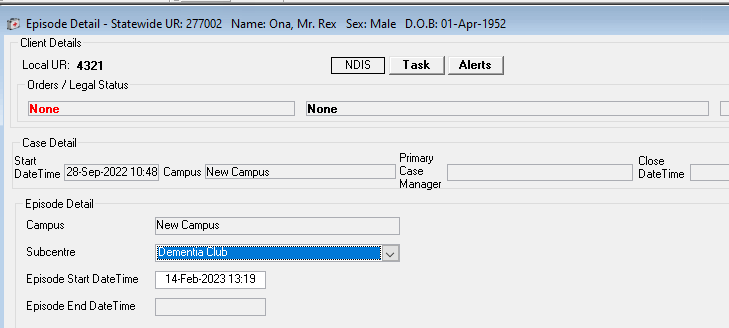 Episode Detail - Statewide UR: 277002 Name: Ona, Mr. Rex Sex: Male D.O.B: 01-Apr-1952
Client Details
Local UR: 4321 NDIS Task Alerts
Orders / Legal Status
None None
Case Detail
Start DateTime 28-Sep-2022 10:48 Campus New Campus Primary Case Manager Close DateTime
Episode Detail
Campus New Campus
Subcentre Dementia Club
Episode Start DateTime 14-Feb-2023 13:19
Episode End DateTime